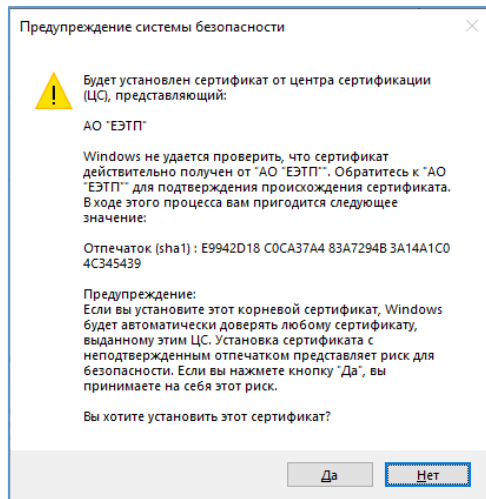 Предупреждение системы безопасности
Будет установлен сертификат от центра сертификации
(ЦС), представляющий:
АО "ЕЭТП"
Windows не удается проверить, что сертификат
действительно получен от "АО "ЕЭТП"". Обратитесь к "АО
"ЕЭТП"" для подтверждения происхождения сертификата.
В ходе этого процесса вам пригодится следующее
значение:
Отпечаток (sha1) : E9942D18 C0CA37A4 83A7294B 3A14A1C0
4C345439
Предупреждение:
Если вы установите этот корневой сертификат, Windows
будет автоматически доверять любому сертификату,
выданному этим ЦС. Установка сертификата с
неподтвержденным отпечатком представляет риск для
безопасности. Если вы нажмете кнопку "Да", вы
принимаете на себя этот риск.
Вы хотите установить этот сертификат?
Да Нет